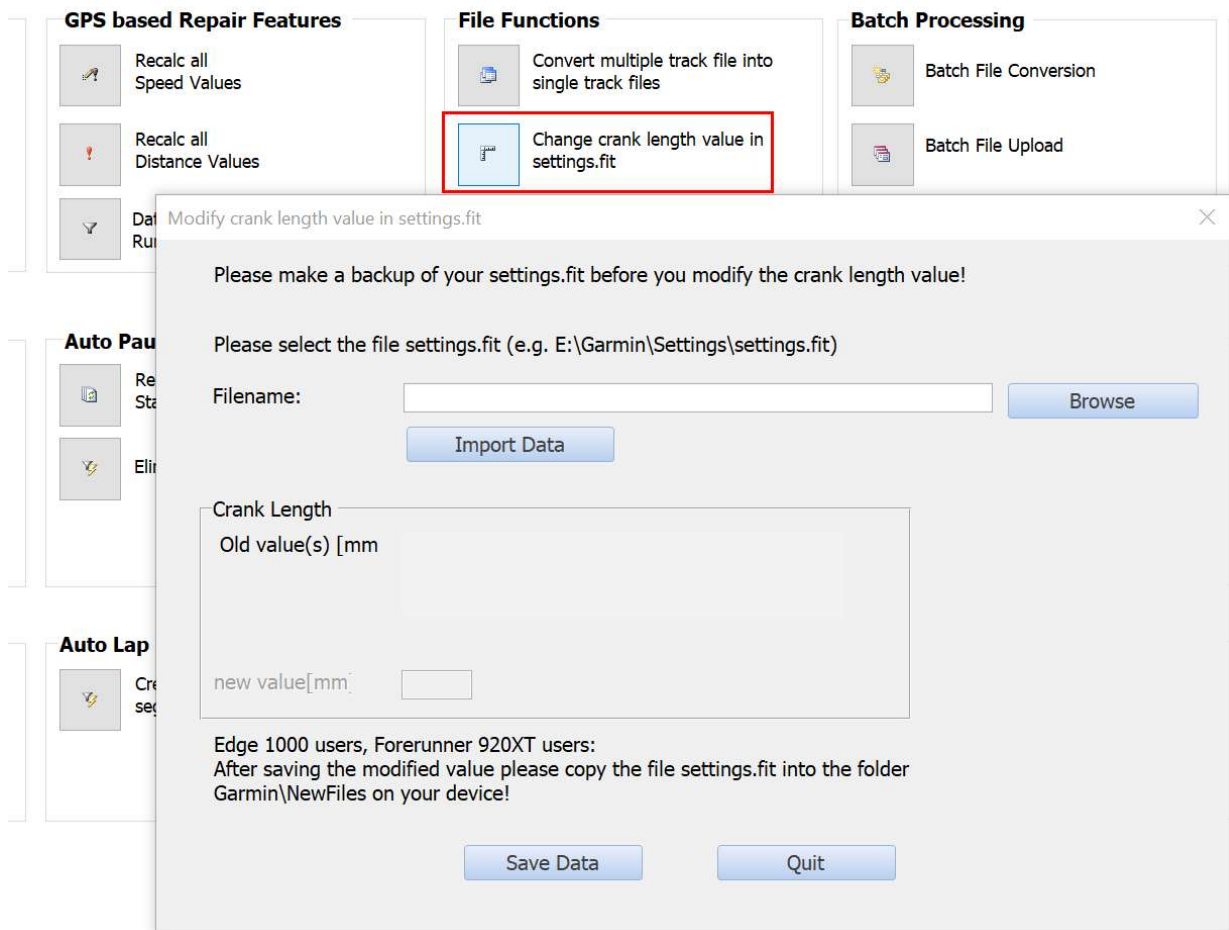 GPS based Repair Features
Recalc all
Speed Values
Recalc all
Distance Values
Dat
Ru
File Functions
Convert multiple track file into
single track files
Change crank length value in
settings.fit
Batch Processing
Batch File Conversion
Batch File Upload
Auto Pau
Re
Sta
Eli
Auto Lap
Cre
seg
Modify crank length value in settings.fit
Please make a backup of your settings.fit before you modify the crank length value!
Please select the file settings.fit (e.g. E:\Garmin\Settings\settings.fit)
Filename:
Browse
Import Data
Crank Length
Old value(s) [mm
new value[mm]
Edge 1000 users, Forerunner 920XT users:
After saving the modified value please copy the file settings.fit into the folder
Garmin\NewFiles on your device!
Save Data
Quit